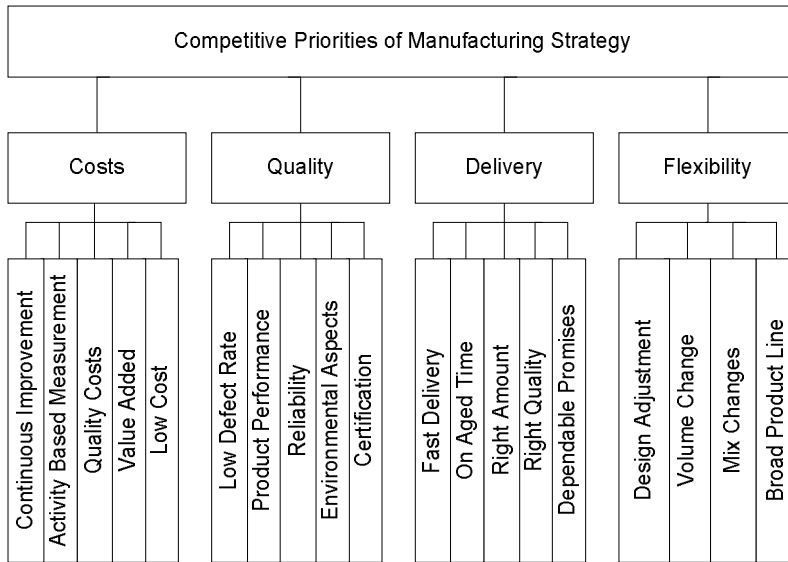 Competitive Priorities of Manufacturing Strategy
Costs
Quality
Delivery
Flexibility
Continuous Improvement
Activity Based Measurement
Quality Costs
Value Added
Low Cost
Low Defect Rate
Product Performance
Reliability
Environmental Aspects
Certification
Fast Delivery
On Aged Time
Right Amount
Right Quality
Dependable Promises
Design Adjustment
Volume Change
Mix Changes
Broad Product Line